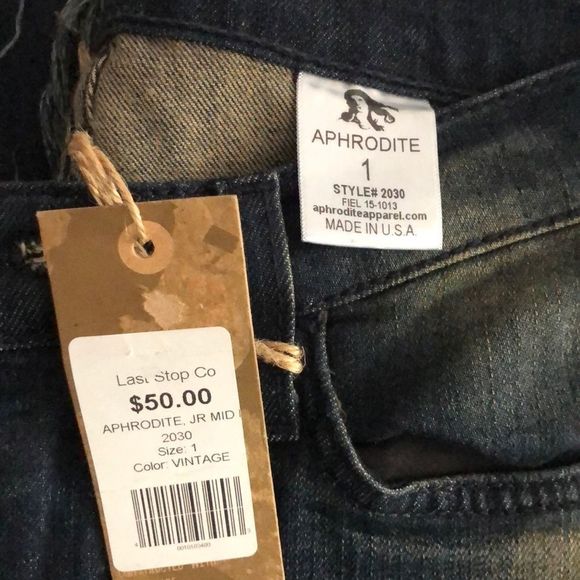 APHRODITE
1
STYLE# 2030
FIEL 15-1013
aphroditeapparel.com
MADE IN U.S.A.
Last Stop Co
$50.00
APHRODITE, JR MID
2030
Size: 1
Color: VINTAGE